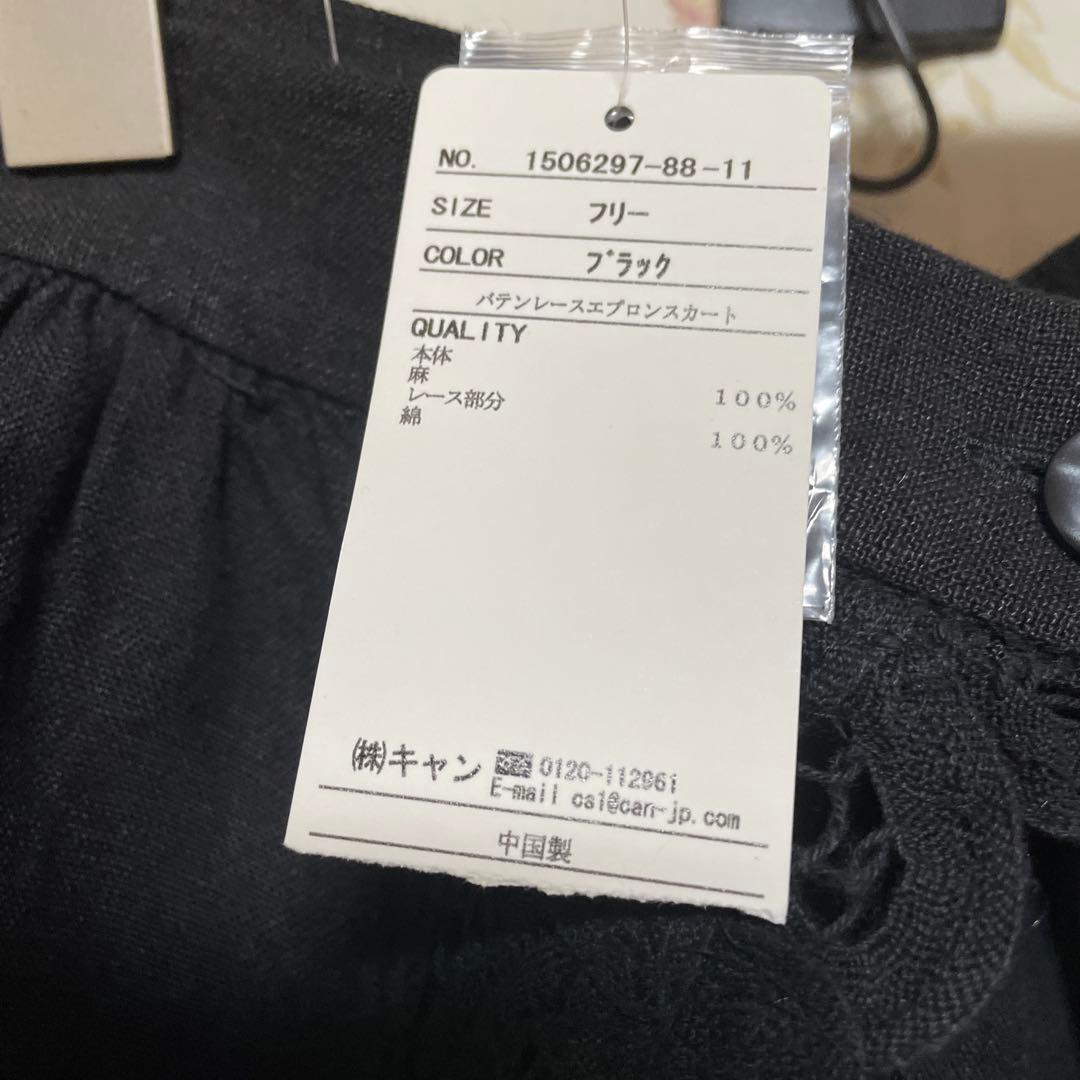 NO. 1506297-88-11
SIZE フリー
COLOR ブラック
バテンレースエプロンスカート
QUALITY
本体
麻 100%
レース部分
綿 100%
㈱キャン 0120-112961
E-mail cs1@can-jp.com
中国製